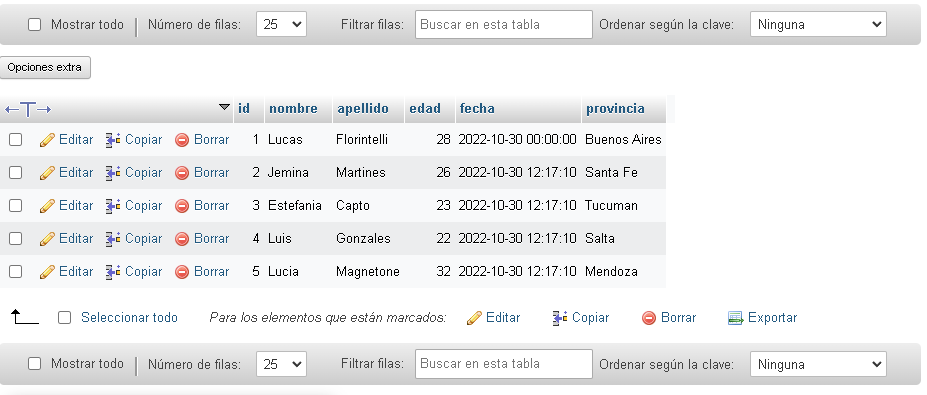 Mostrar todo Número de filas: 25 Filtrar filas: Buscar en esta tabla Ordenar según la clave: Ninguna
Opciones extra
id nombre apellido edad fecha provincia
Editar Copiar Borrar 1 Lucas Florintelli 28 2022-10-30 00:00:00 Buenos Aires
Editar Copiar Borrar 2 Jemina Martines 26 2022-10-30 12:17:10 Santa Fe
Editar Copiar Borrar 3 Estefania Capto 23 2022-10-30 12:17:10 Tucuman
Editar Copiar Borrar 4 Luis Gonzales 22 2022-10-30 12:17:10 Salta
Editar Copiar Borrar 5 Lucia Magnetone 32 2022-10-30 12:17:10 Mendoza
Seleccionar todo Para los elementos que están marcados: Editar Copiar Borrar Exportar
Mostrar todo Número de filas: 25 Filtrar filas: Buscar en esta tabla Ordenar según la clave: Ninguna